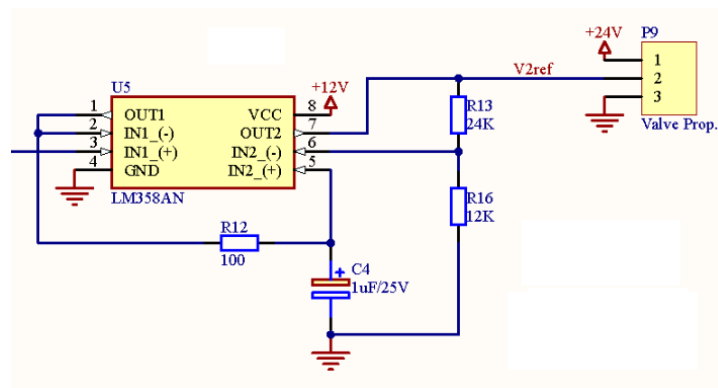 +24V
P9
U5
+12V
V2ref
1
1 OUT1 VCC 8
2
2 IN1_(-) OUT2 7
3
R13
24K
Valve Prop.
3 IN1_(+) IN2_(-) 6
4 GND IN2_(+) 5
LM358AN
R16
12K
R12
100
+
C4
1uF/25V